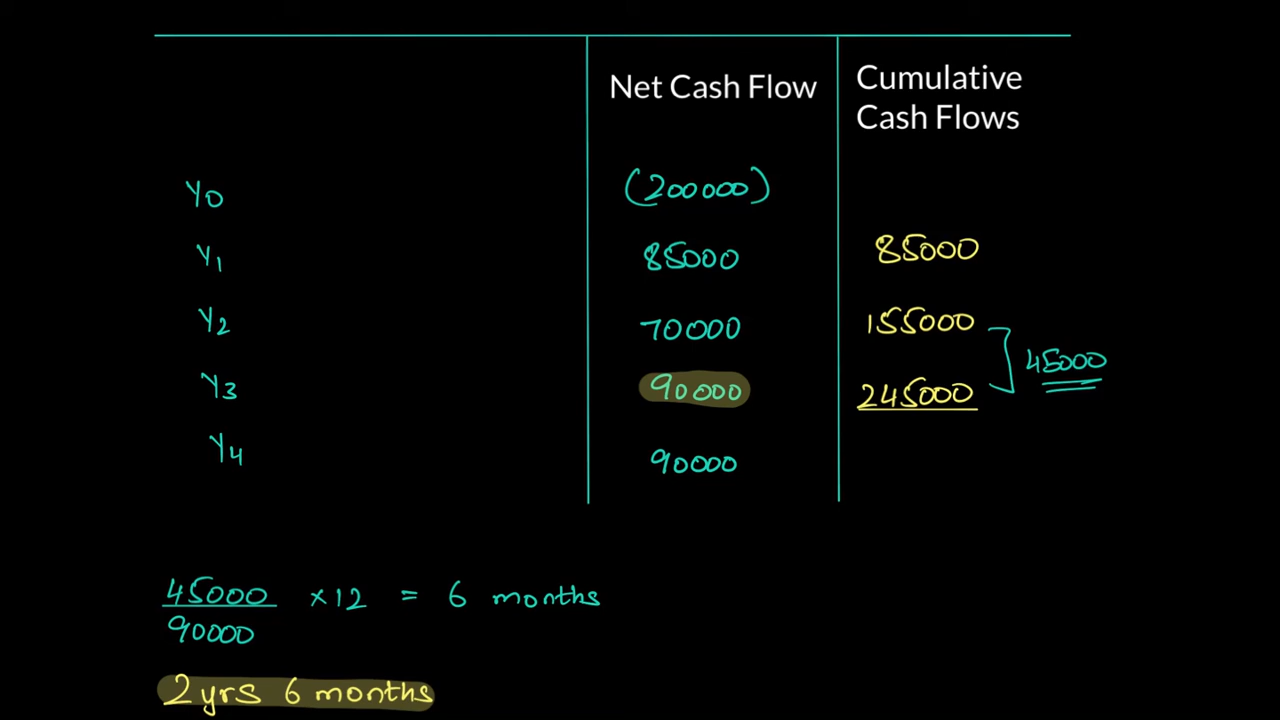 Net Cash Flow Cumulative Cash Flows
Y0 (200000)
Y1 85000 85000
Y2 70000 155000
45000
Y3 90000 245000
Y4 90000
45000 ×12 = 6 months
90000
2 yrs 6 months